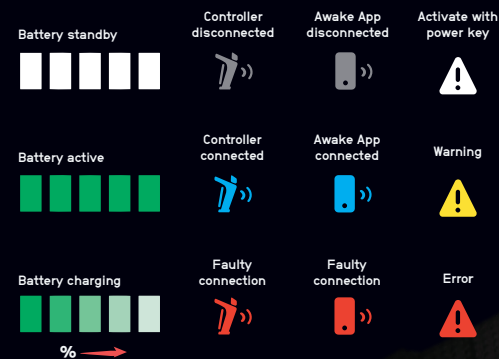 Battery standby
Controller
disconnected
Awake App
disconnected
Activate with
power key
Battery active
Controller
connected
Awake App
connected
Warning
Battery charging
Faulty
connection
Faulty
connection
Error
%